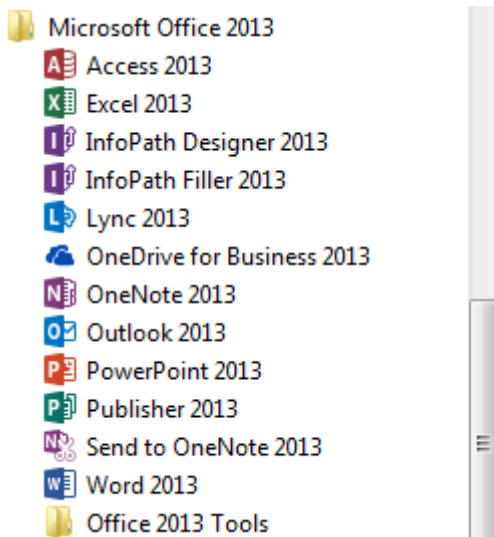 Microsoft Office 2013
Access 2013
Excel 2013
InfoPath Designer 2013
InfoPath Filler 2013
Lync 2013
OneDrive for Business 2013
OneNote 2013
Outlook 2013
PowerPoint 2013
Publisher 2013
Send to OneNote 2013
Word 2013
Office 2013 Tools